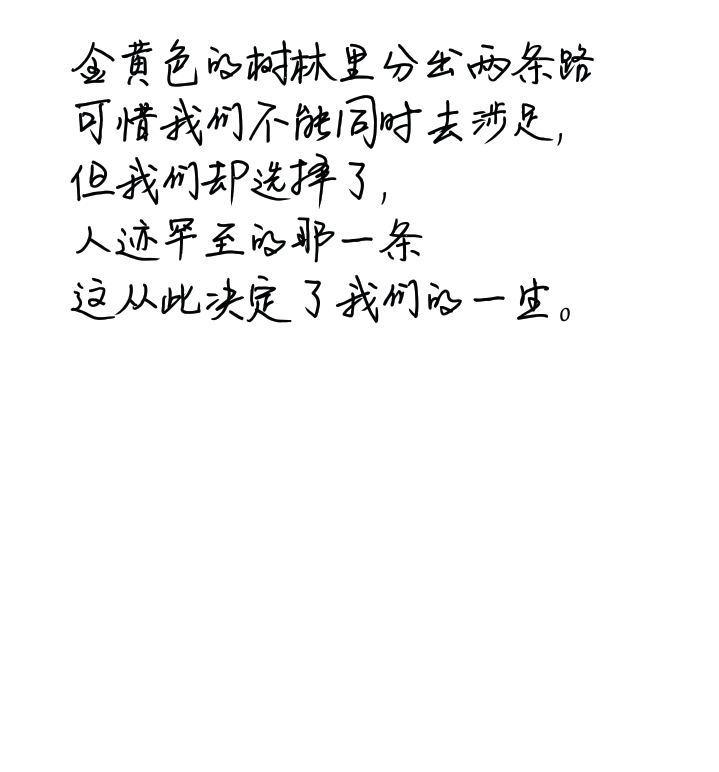 金黄色的树林里分出两条路
可惜我们不能同时去涉足,
但我们却选择了,
人迹罕至的那一条
这从此决定了我们的一生。